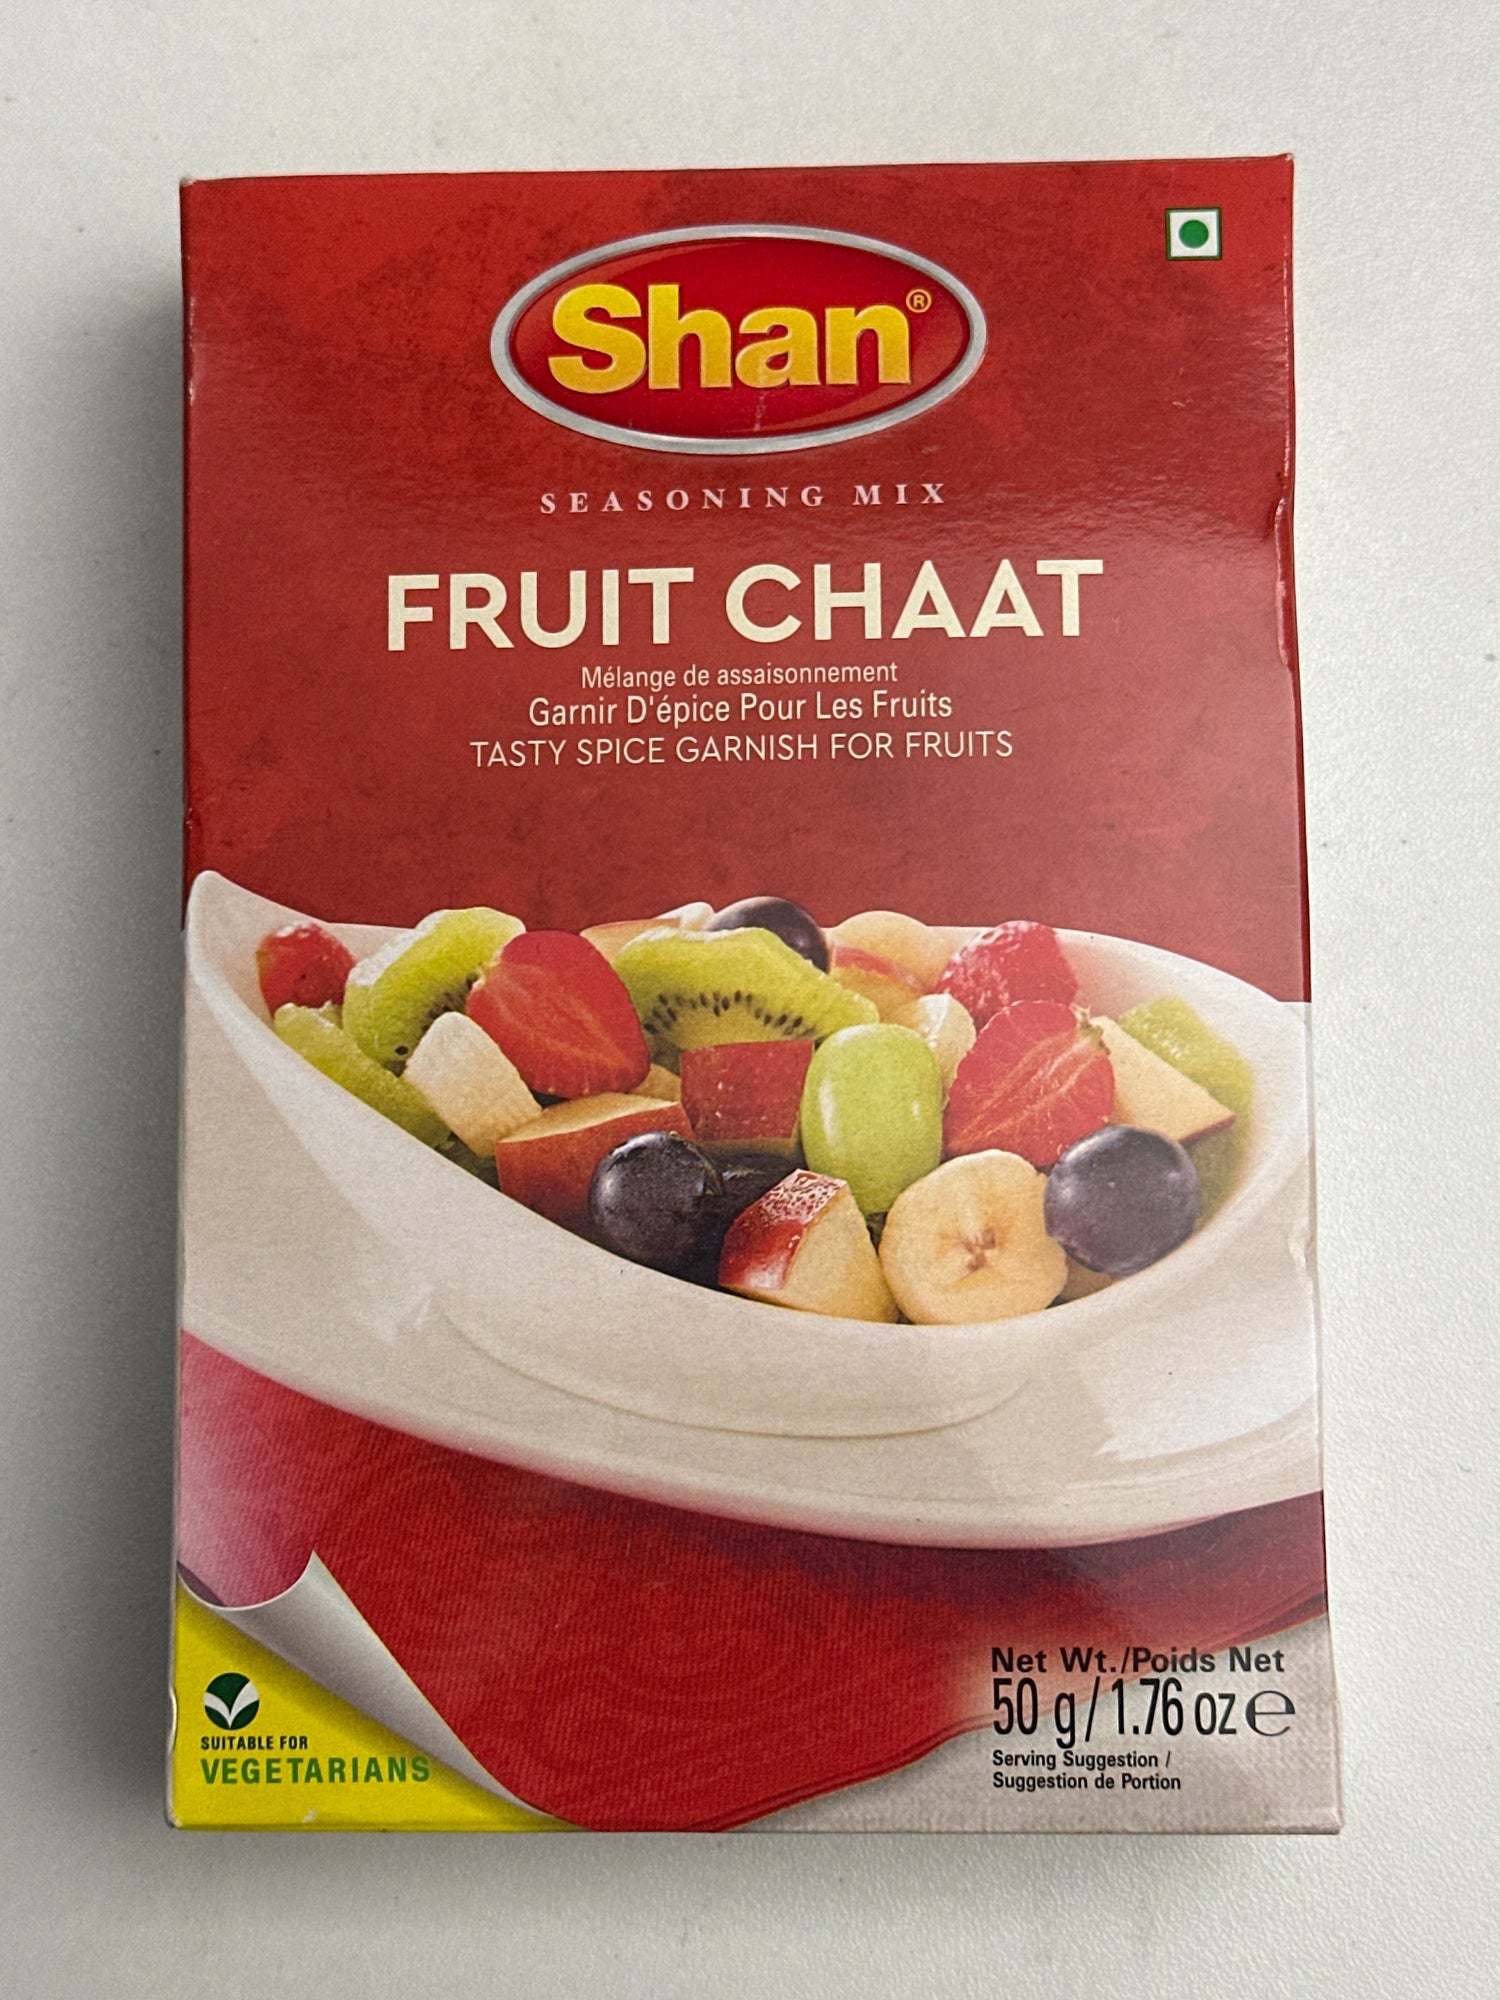 Shan®
SEASONING MIX
FRUIT CHAAT
Mélange de assaisonnement
Garnir D'épice Pour Les Fruits
TASTY SPICE GARNISH FOR FRUITS
SUITABLE FOR
VEGETARIANS
Net Wt./Poids Net
50 g/1.76 oz ℮
Serving Suggestion /
Suggestion de Portion